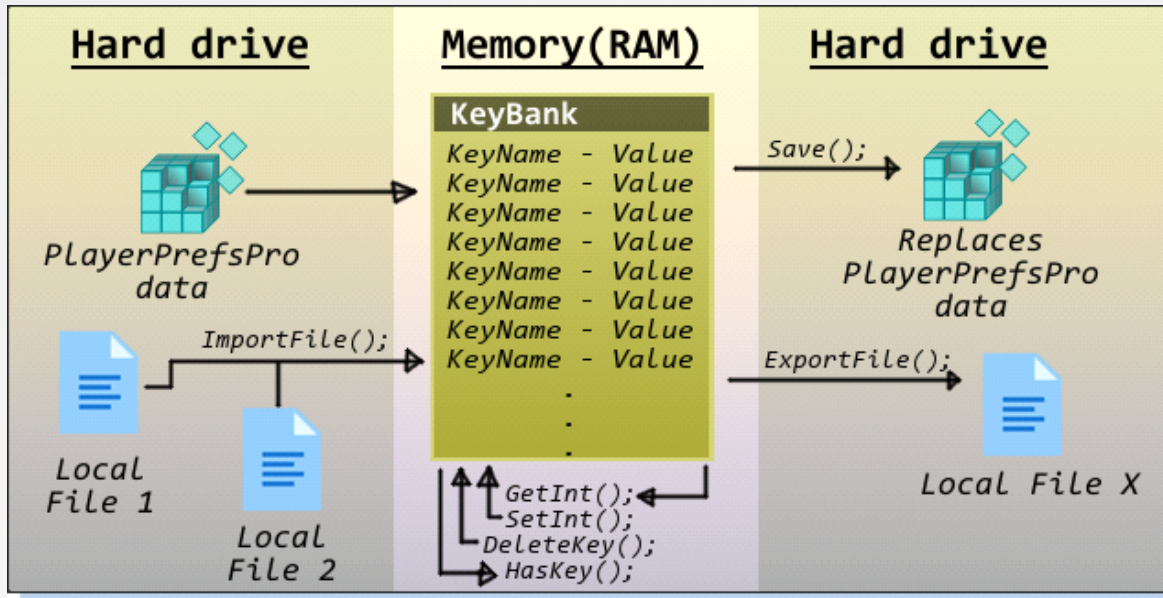 Hard drive
Memory(RAM)
Hard drive
PlayerPrefsPro
data
ImportFile();
Local
File 1
Local
File 2
KeyBank
KeyName - Value
KeyName - Value
KeyName - Value
KeyName - Value
KeyName - Value
KeyName - Value
KeyName - Value
KeyName - Value
.
.
.
GetInt();
SetInt();
DeleteKey();
HasKey();
Save();
Replaces
PlayerPrefsPro
data
ExportFile();
Local File X